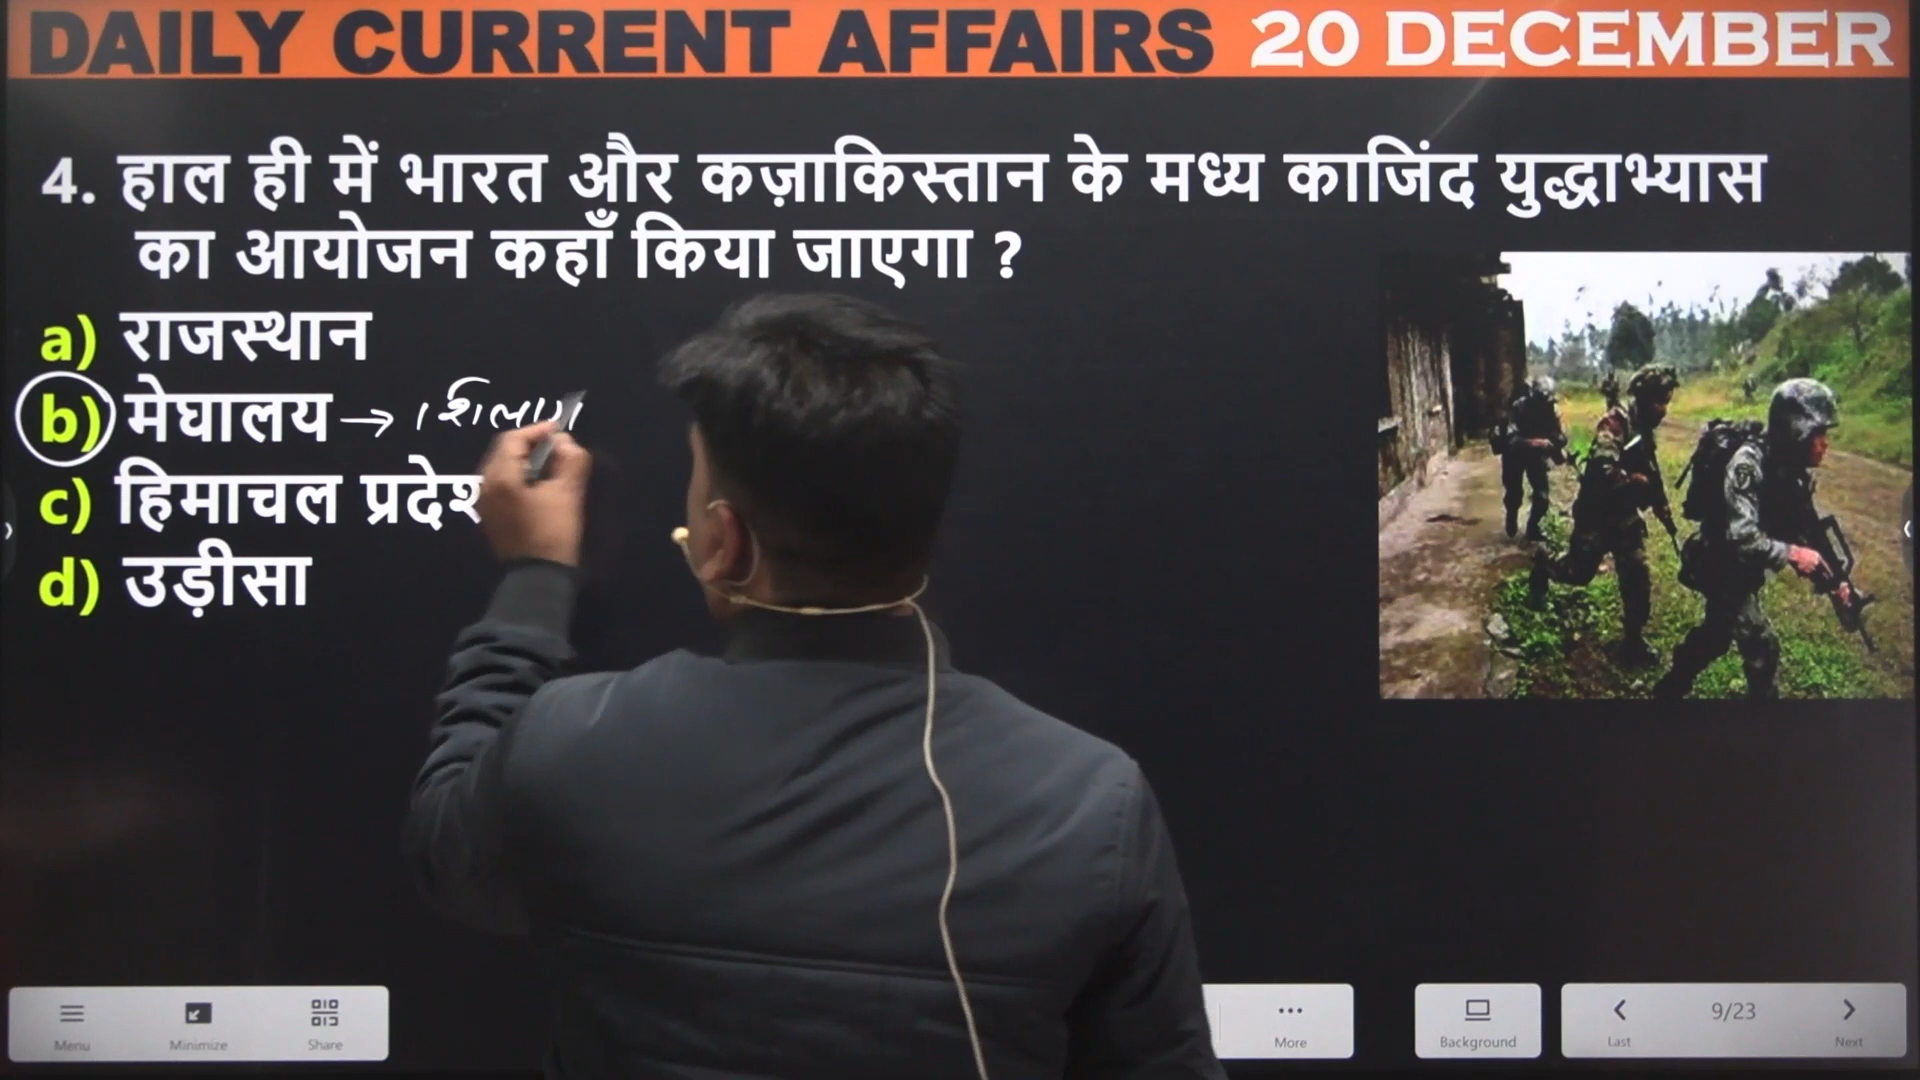 DAILY CURRENT AFFAIRS 20 DECEMBER
4. हाल ही में भारत और कज़ाकिस्तान के मध्य काजिंद युद्धाभ्यास
का आयोजन कहाँ किया जाएगा ?
a) राजस्थान
b) मेघालय →
c) हिमाचल प्रदेश
d) उड़ीसा
Menu Minimize Share More Background Last 9/23 Next